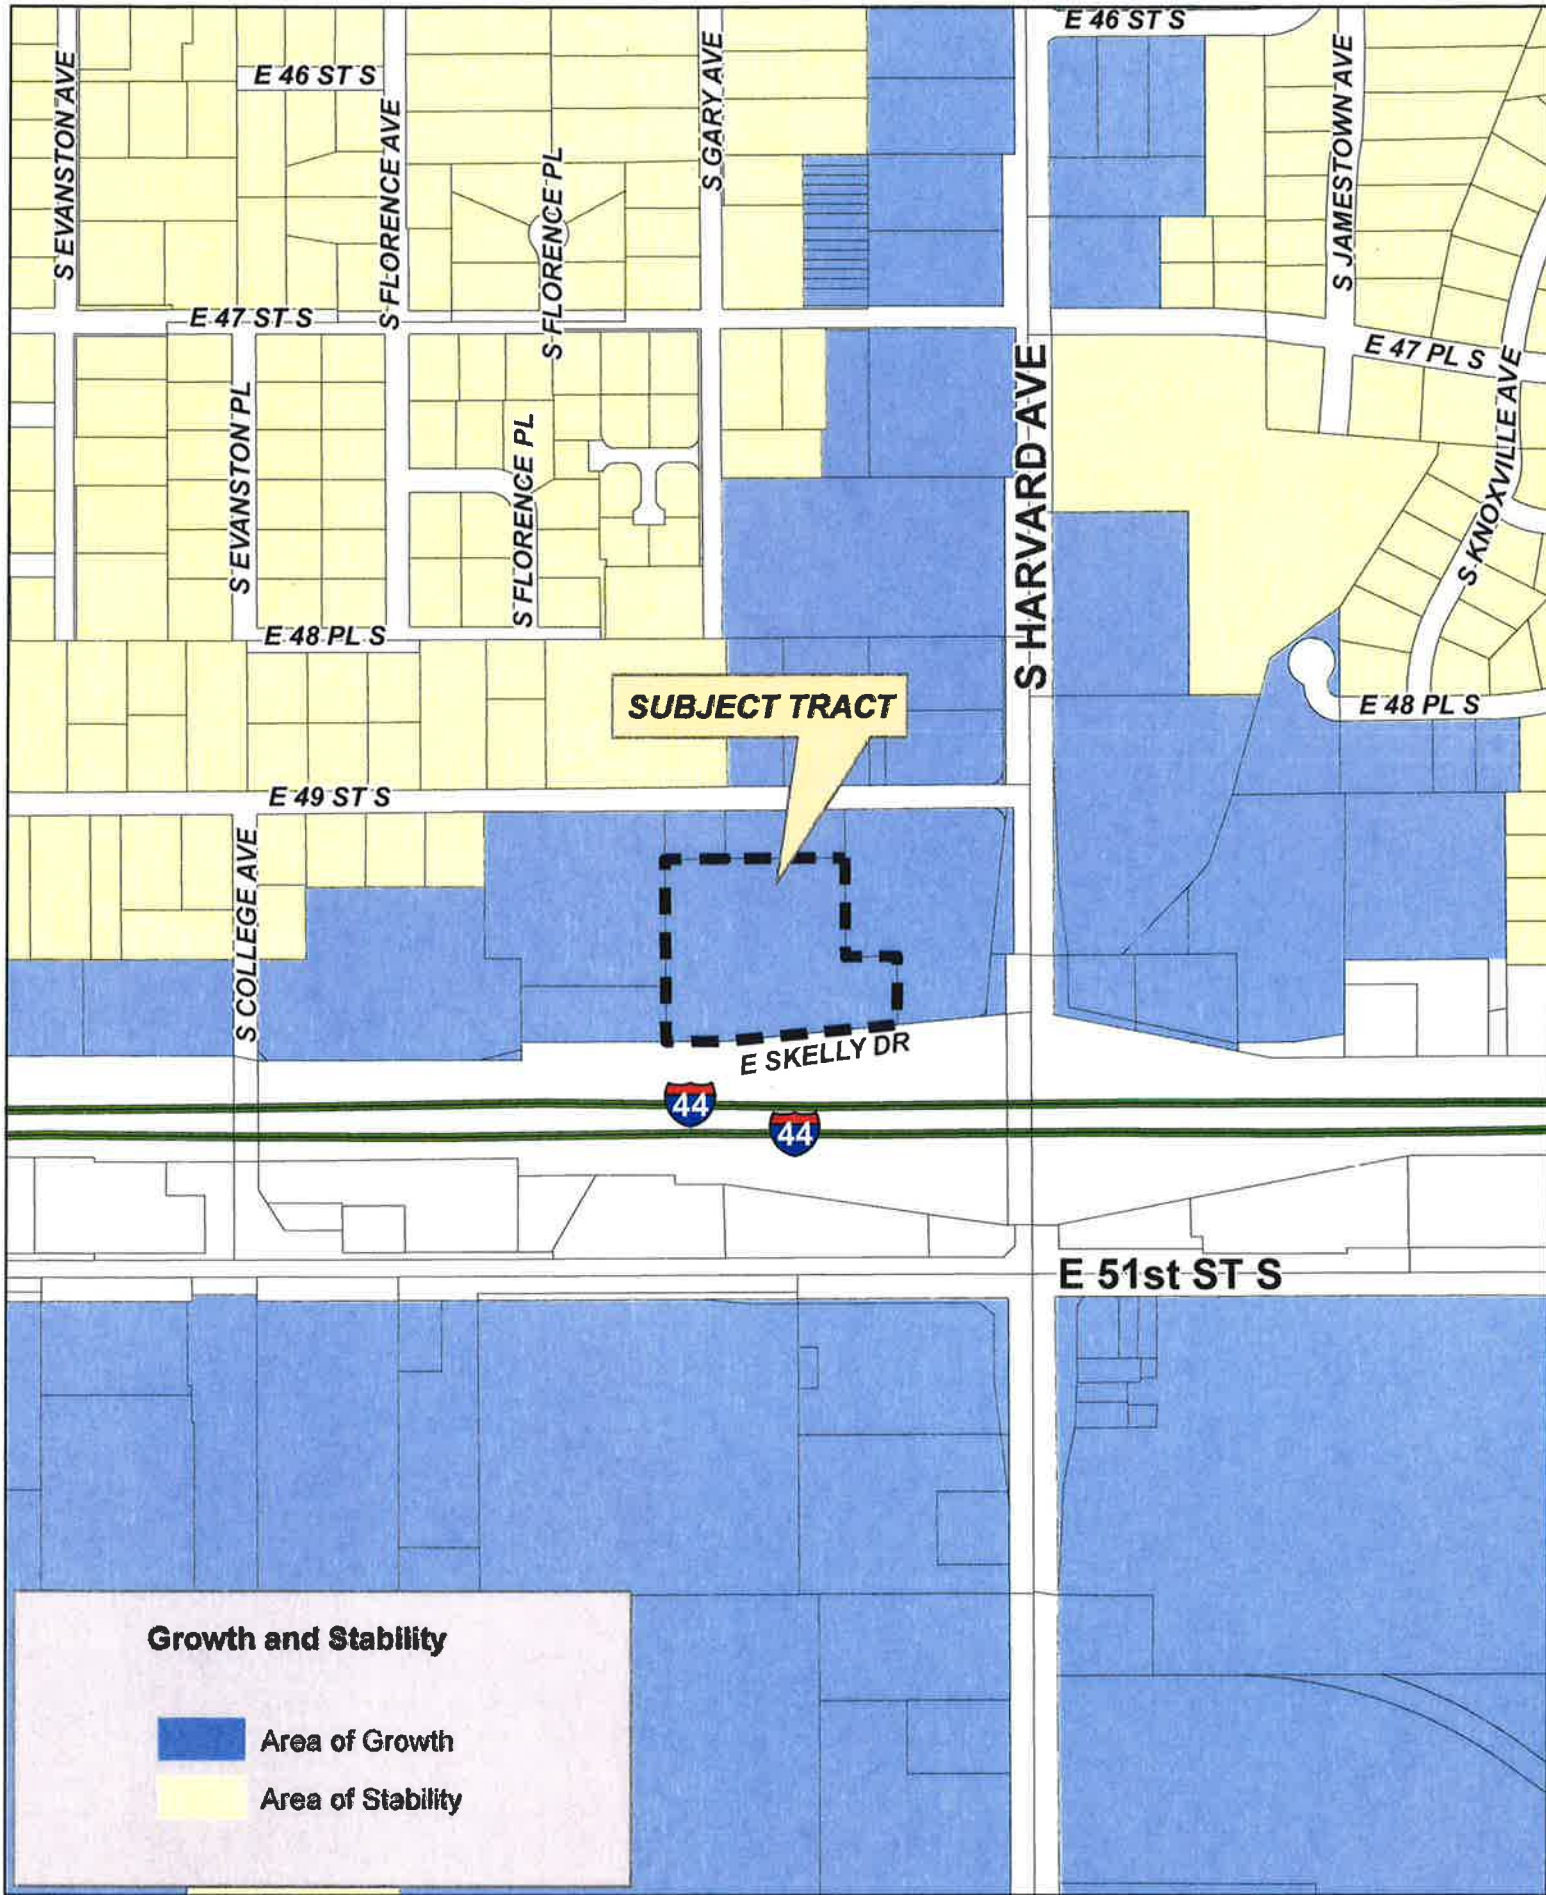 E 46 ST S
E 46 ST S
S EVANSTON AVE
S FLORENCE AVE
S FLORENCE PL
S GARY AVE
S JAMESTOWN AVE
E 47 ST S
E 47 PL S
S EVANSTON PL
S FLORENCE PL
S HARVARD AVE
S KNOXVILLE AVE
E 48 PL S
SUBJECT TRACT
E 48 PL S
E 49 ST S
S COLLEGE AVE
E SKELLY DR
44
44
E 51st ST S
Growth and Stability
Area of Growth
Area of Stability